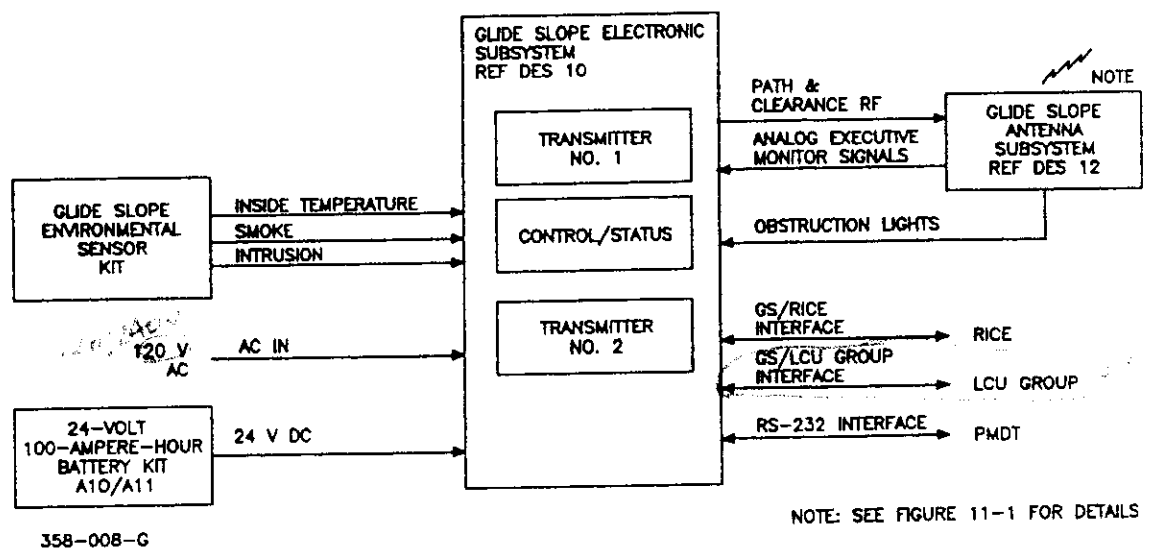 GLIDE SLOPE ELECTRONIC
SUBSYSTEM
REF DES 10
TRANSMITTER
NO. 1
CONTROL/STATUS
TRANSMITTER
NO. 2
GLIDE SLOPE
ENVIRONMENTAL
SENSOR
KIT
INSIDE TEMPERATURE
SMOKE
INTRUSION
120 V
AC
AC IN
24-VOLT
100-AMPERE-HOUR
BATTERY KIT
A10/A11
24 V DC
PATH &
CLEARANCE RF
ANALOG EXECUTIVE
MONITOR SIGNALS
OBSTRUCTION LIGHTS
NOTE
GLIDE SLOPE
ANTENNA
SUBSYSTEM
REF DES 12
GS/RICE
INTERFACE
RICE
GS/LCU GROUP
INTERFACE
LCU GROUP
RS-232 INTERFACE
PMDT
NOTE: SEE FIGURE 11-1 FOR DETAILS
358-008-G